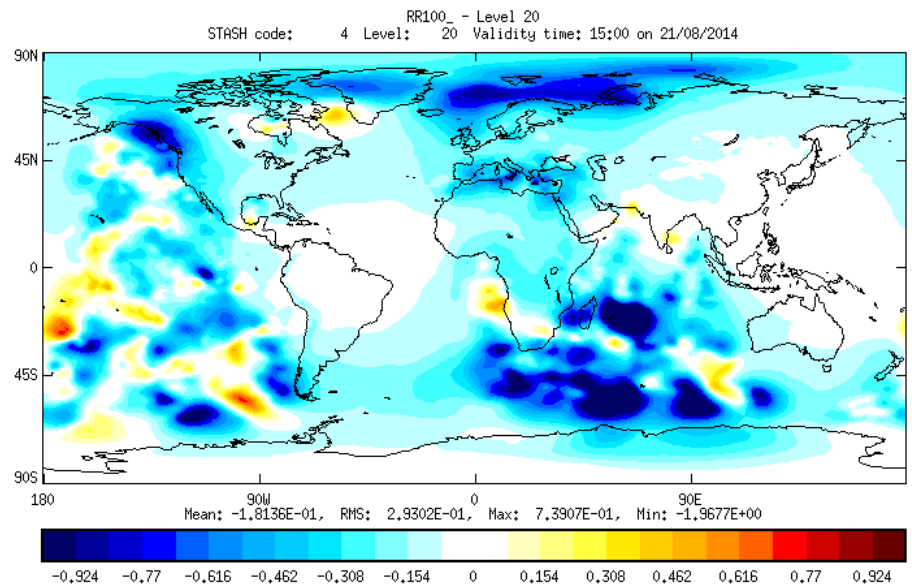 RR100_ - Level 20
STASH code: 4 Level: 20 Validity time: 15:00 on 21/08/2014
90N
45N
0
45S
90S
180 90W 0 90E
Mean: -1.8136E-01, RMS: 2.9302E-01, Max: 7.3907E-01, Min: -1.9677E+00
-0.924 -0.77 -0.616 -0.462 -0.308 -0.154 0 0.154 0.308 0.462 0.616 0.77 0.924